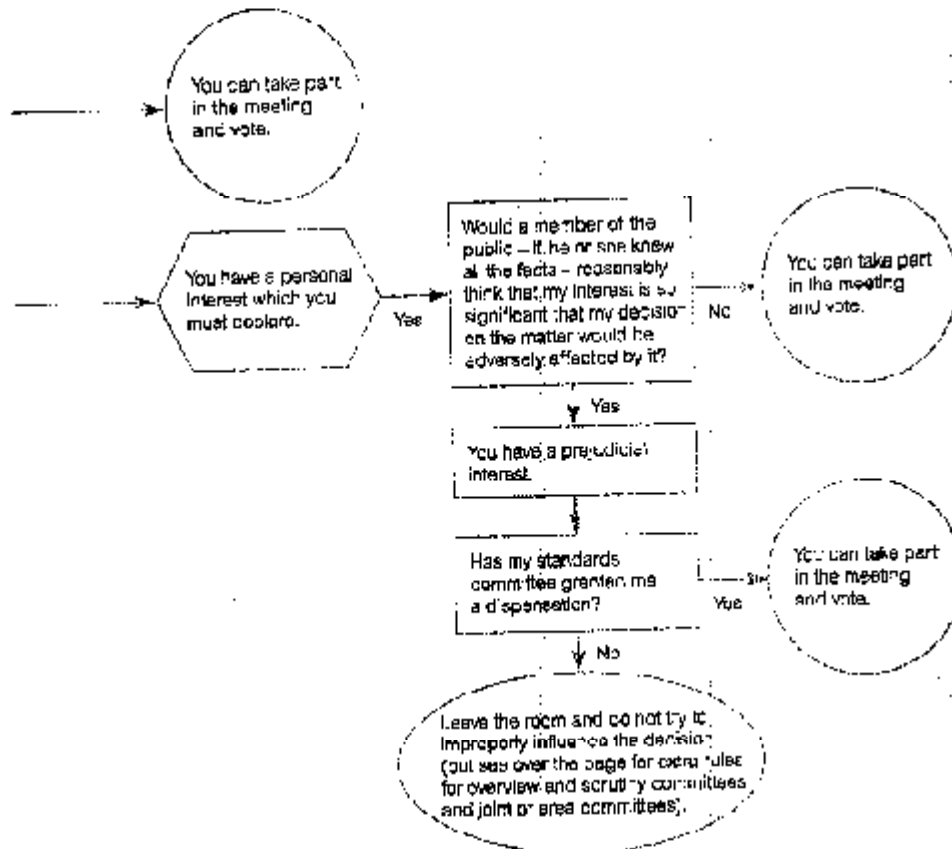 You can take part
in the meeting
and vote.
You have a personal
interest which you
must declare.
Yes
Would a member of the
public – if he or she knew
all the facts – reasonably
think that my interest is so
significant that my decision
on the matter would be
adversely affected by it?
No
You can take part
in the meeting
and vote.
Yes
You have a prejudicial
interest.
Has my standards
committee granted me
a dispensation?
Yes
You can take part
in the meeting
and vote.
No
Leave the room and do not try to
improperly influence the decision
(but see over the page for extra rules
for overview and scrutiny committees
and joint or area committees).